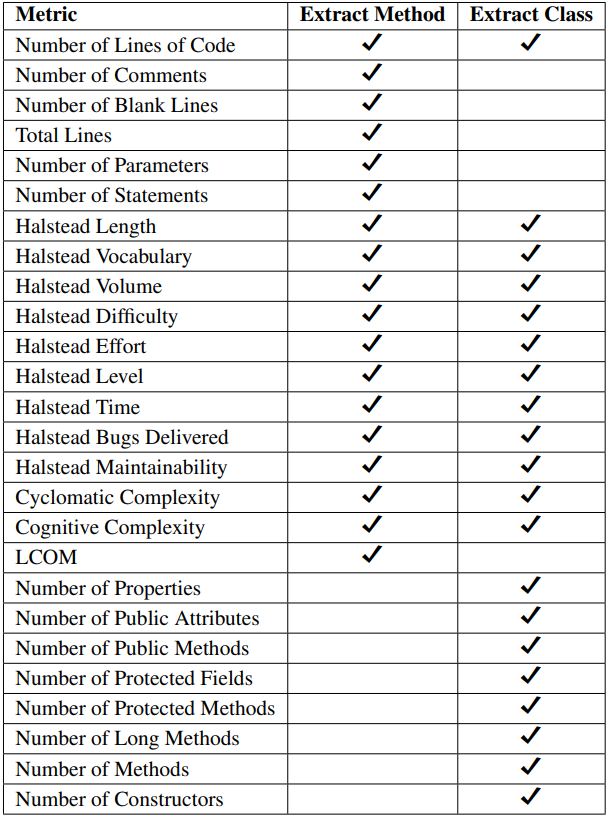 Metric Extract Method Extract Class
Number of Lines of Code ✓ ✓
Number of Comments ✓
Number of Blank Lines ✓
Total Lines ✓
Number of Parameters ✓
Number of Statements ✓
Halstead Length ✓ ✓
Halstead Vocabulary ✓ ✓
Halstead Volume ✓ ✓
Halstead Difficulty ✓ ✓
Halstead Effort ✓ ✓
Halstead Level ✓ ✓
Halstead Time ✓ ✓
Halstead Bugs Delivered ✓ ✓
Halstead Maintainability ✓ ✓
Cyclomatic Complexity ✓ ✓
Cognitive Complexity ✓ ✓
LCOM ✓
Number of Properties ✓
Number of Public Attributes ✓
Number of Public Methods ✓
Number of Protected Fields ✓
Number of Protected Methods ✓
Number of Long Methods ✓
Number of Methods ✓
Number of Constructors ✓